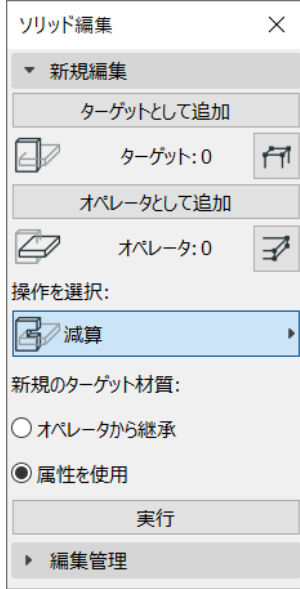 ソリッド編集
新規編集
ターゲットとして追加
ターゲット: 0
オペレータとして追加
オペレータ: 0
操作を選択:
減算
新規のターゲット材質:
オペレータから継承
属性を使用
実行
編集管理